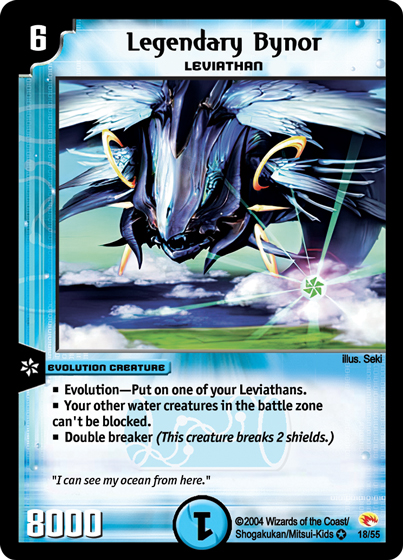 6
Legendary Bynor
LEVIATHAN
illus. Seki
EVOLUTION CREATURE
▪ Evolution—Put on one of your Leviathans.
▪ Your other water creatures in the battle zone
can't be blocked.
▪ Double breaker (This creature breaks 2 shields.)
"I can see my ocean from here."
8000
1
©2004 Wizards of the Coast/
Shogakukan/Mitsui-Kids
18/55